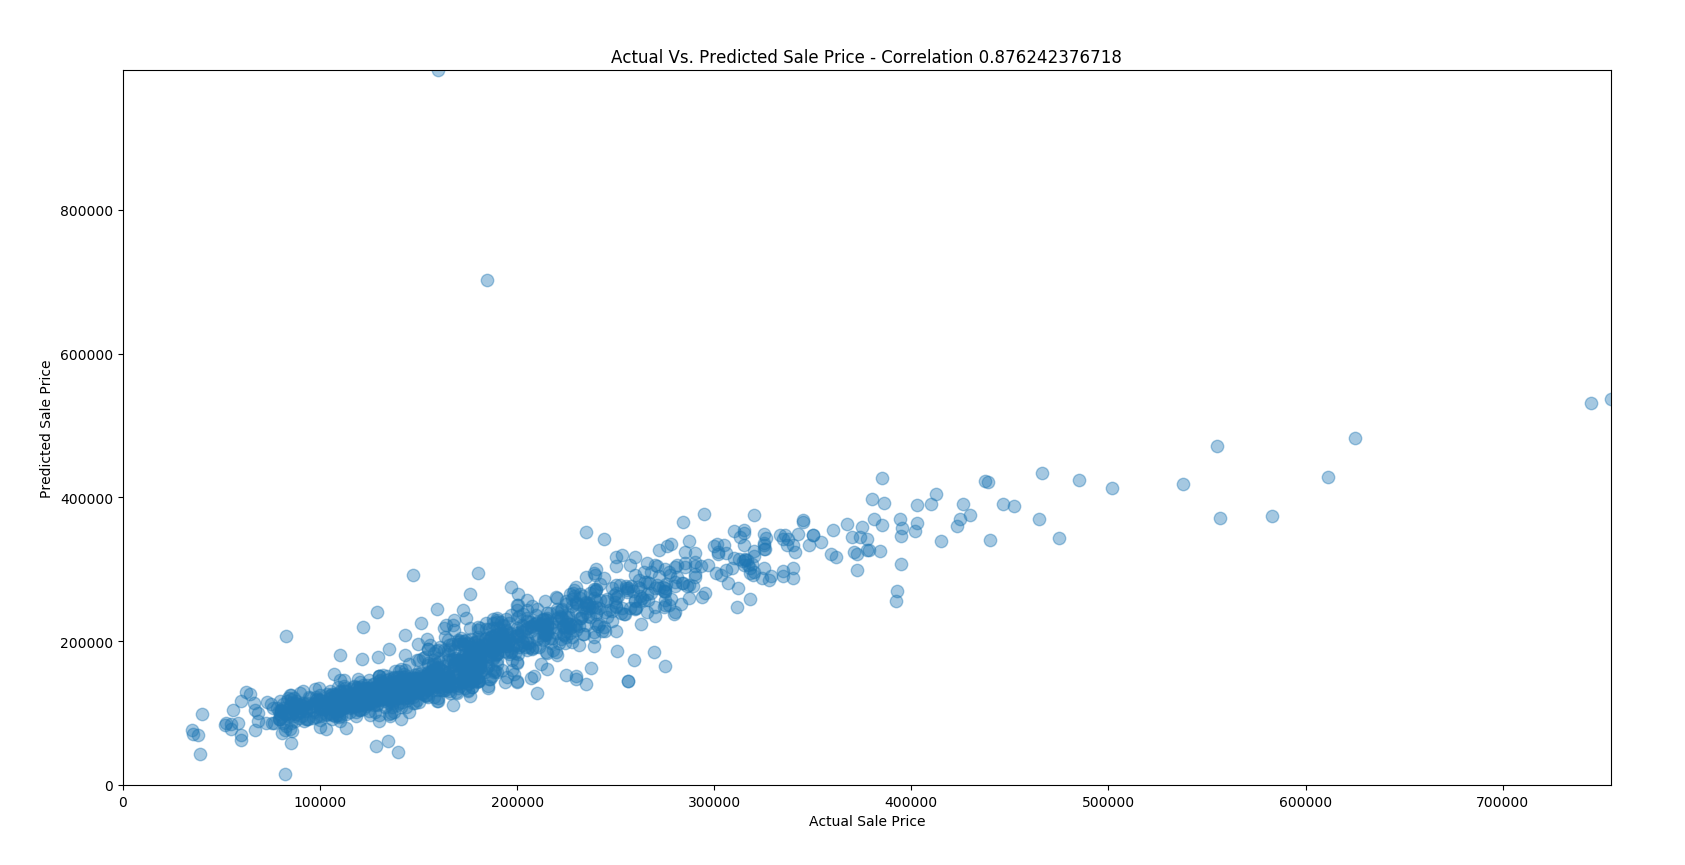 Actual Vs. Predicted Sale Price - Correlation 0.876242376718
800000
600000
400000
200000
0
Predicted Sale Price
0 100000 200000 300000 400000 500000 600000 700000
Actual Sale Price